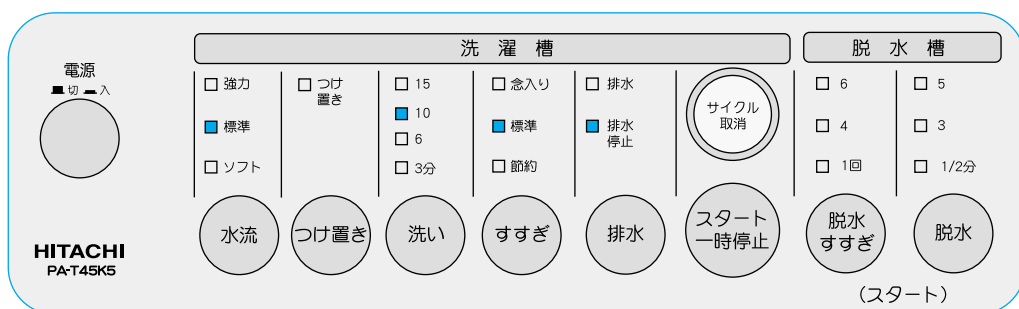 洗濯槽
脱水槽
電源
切 入
強力
標準
ソフト
水流
つけ
置き
つけ置き
15
10
6
3分
洗い
念入り
標準
節約
すすぎ
排水
排水
停止
排水
サイクル
取消
スタート
一時停止
6
4
1回
脱水
すすぎ
5
3
1/2分
脱水
(スタート)
HITACHI
PA-T45K5